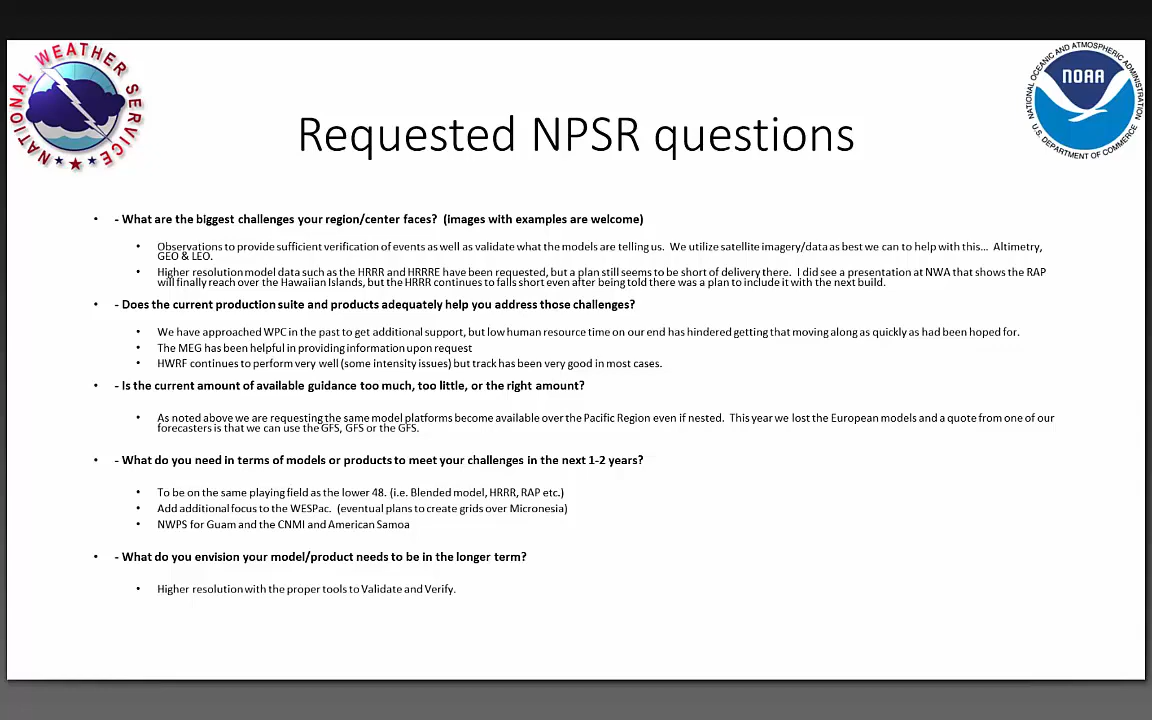 NATIONAL WEATHER SERVICE
NATIONAL OCEANIC AND ATMOSPHERIC ADMINISTRATION
NOAA
U.S. DEPARTMENT OF COMMERCE
Requested NPSR questions
• - What are the biggest challenges your region/center faces? (images with examples are welcome)
• Observations to provide sufficient verification of events as well as validate what the models are telling us. We utilize satellite imagery/data as best we can to help with this... Altimetry,
GEO & LEO.
• Higher resolution model data such as the HRRR and HRRRE have been requested, but a plan still seems to be short of delivery there. I did see a presentation at NWA that shows the RAP
will finally reach over the Hawaiian Islands, but the HRRR continues to falls short even after being told there was a plan to include it with the next build.
• - Does the current production suite and products adequately help you address those challenges?
• We have approached WPC in the past to get additional support, but low human resource time on our end has hindered getting that moving along as quickly as had been hoped for.
• The MEG has been helpful in providing information upon request
• HWRF continues to perform very well (some intensity issues) but track has been very good in most cases.
• - Is the current amount of available guidance too much, too little, or the right amount?
• As noted above we are requesting the same model platforms become available over the Pacific Region even if nested. This year we lost the European models and a quote from one of our
forecasters is that we can use the GFS, GFS or the GFS.
• - What do you need in terms of models or products to meet your challenges in the next 1-2 years?
• To be on the same playing field as the lower 48. (i.e. Blended model, HRRR, RAP etc.)
• Add additional focus to the WESPac. (eventual plans to create grids over Micronesia)
• NWPS for Guam and the CNMI and American Samoa
• - What do you envision your model/product needs to be in the longer term?
• Higher resolution with the proper tools to Validate and Verify.